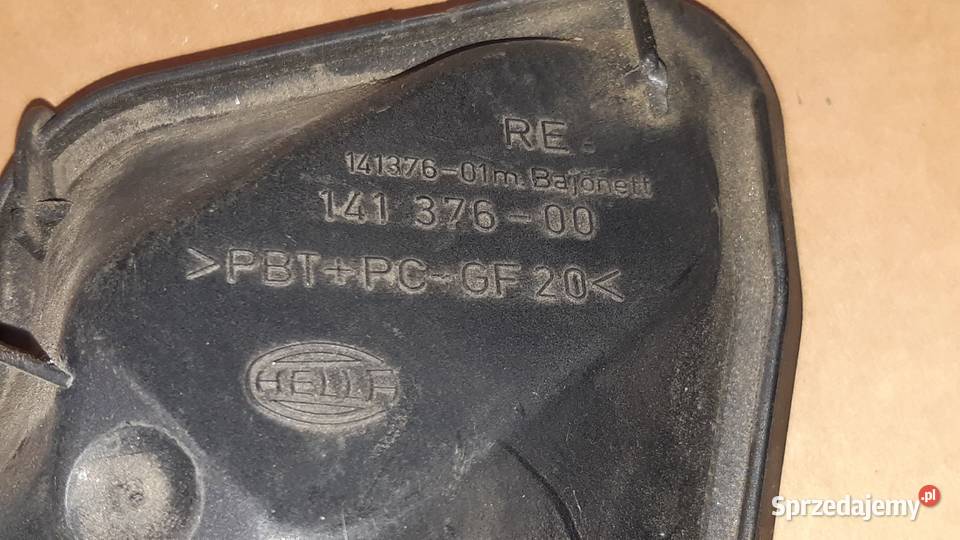 RE.
141376-01m. Bajonett
141 376-00
>PBT+PC-GF 20<
HELLA
Sprzedajemy.pl